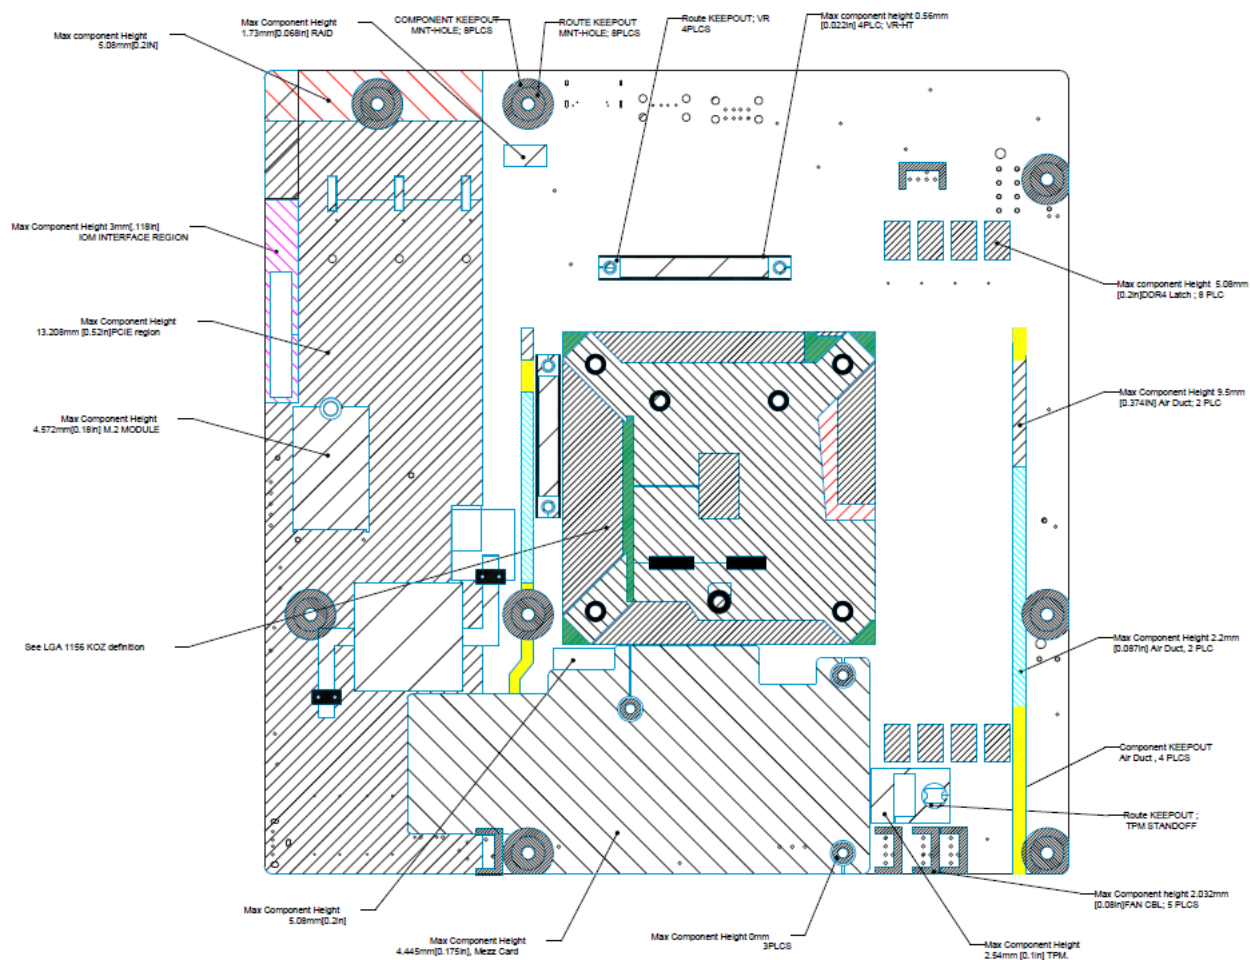 Max component Height
5.08mm[0.2IN]
Max Component Height
1.73mm[0.068in] RAID
COMPONENT KEEPOUT
MNT-HOLE; 8PLCS
ROUTE KEEPOUT
MNT-HOLE; 8PLCS
Route KEEPOUT; VR
4PLCS
Max component height 0.56mm
[0.022in] 4PLC; VR-HT
Max Component Height 3mm[.118in]
IOM INTERFACE REGION
Max component Height 5.08mm
[0.2in]DDR4 Latch ; 8 PLC
Max Component Height
13.208mm [0.52in]PCIE region
Max Component Height 9.5mm
[0.374IN] Air Duct; 2 PLC
Max Component Height
4.572mm[0.18in] M.2 MODULE
See LGA 1156 KOZ definition
Max Component Height 2.2mm
[0.087in] Air Duct, 2 PLC
Component KEEPOUT
Air Duct , 4 PLCS
Route KEEPOUT ;
TPM STANDOFF
Max Component height 2.032mm
[0.08in]FAN CBL; 5 PLCS
Max Component Height
5.08mm[0.2in]
Max Component Height
4.445mm[0.175in], Mezz Card
Max Component Height 0mm
3PLCS
Max Component Height
2.54mm [0.1in] TPM.